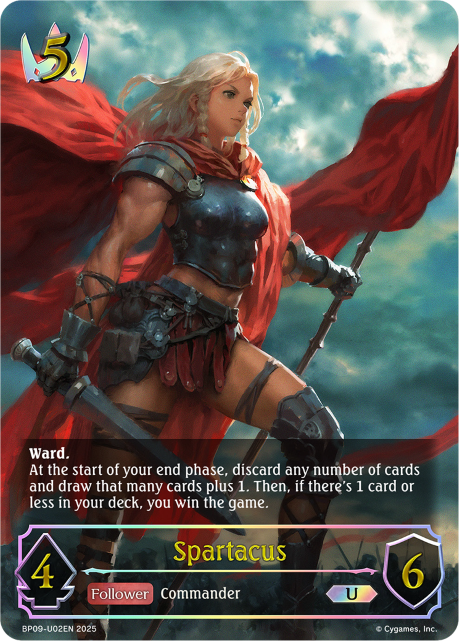 5
Ward.
At the start of your end phase, discard any number of cards
and draw that many cards plus 1. Then, if there's 1 card or
less in your deck, you win the game.
Spartacus
4
Follower Commander
U
6
BP09-U02EN 2025
© Cygames, Inc.